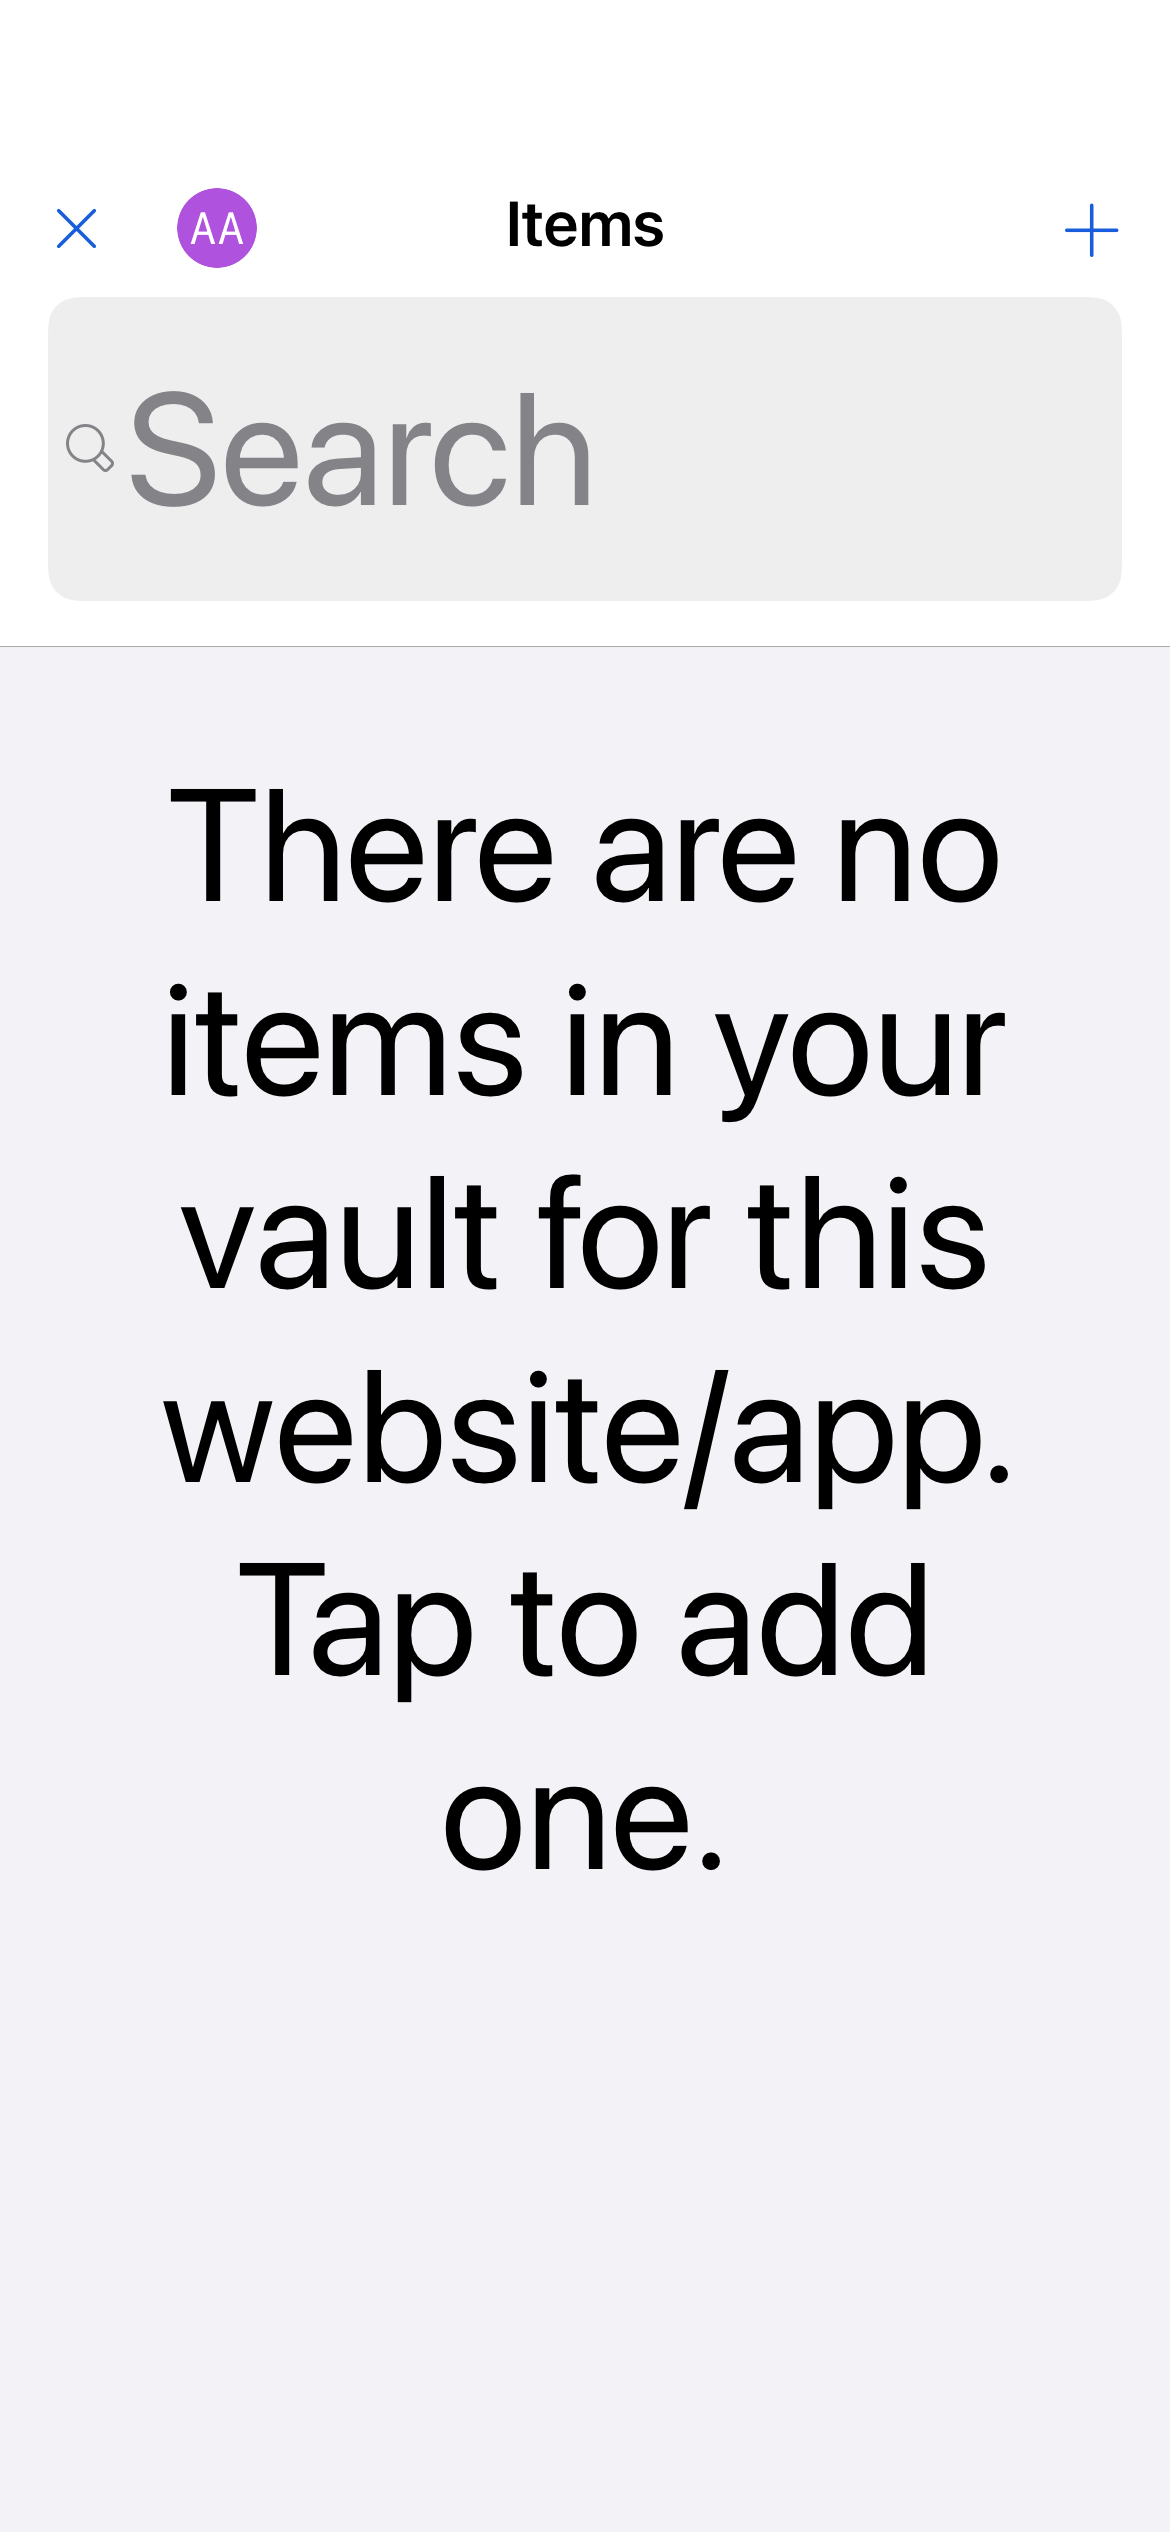 AA
Items
Search
There are no
items in your
vault for this
website/app.
Tap to add
one.